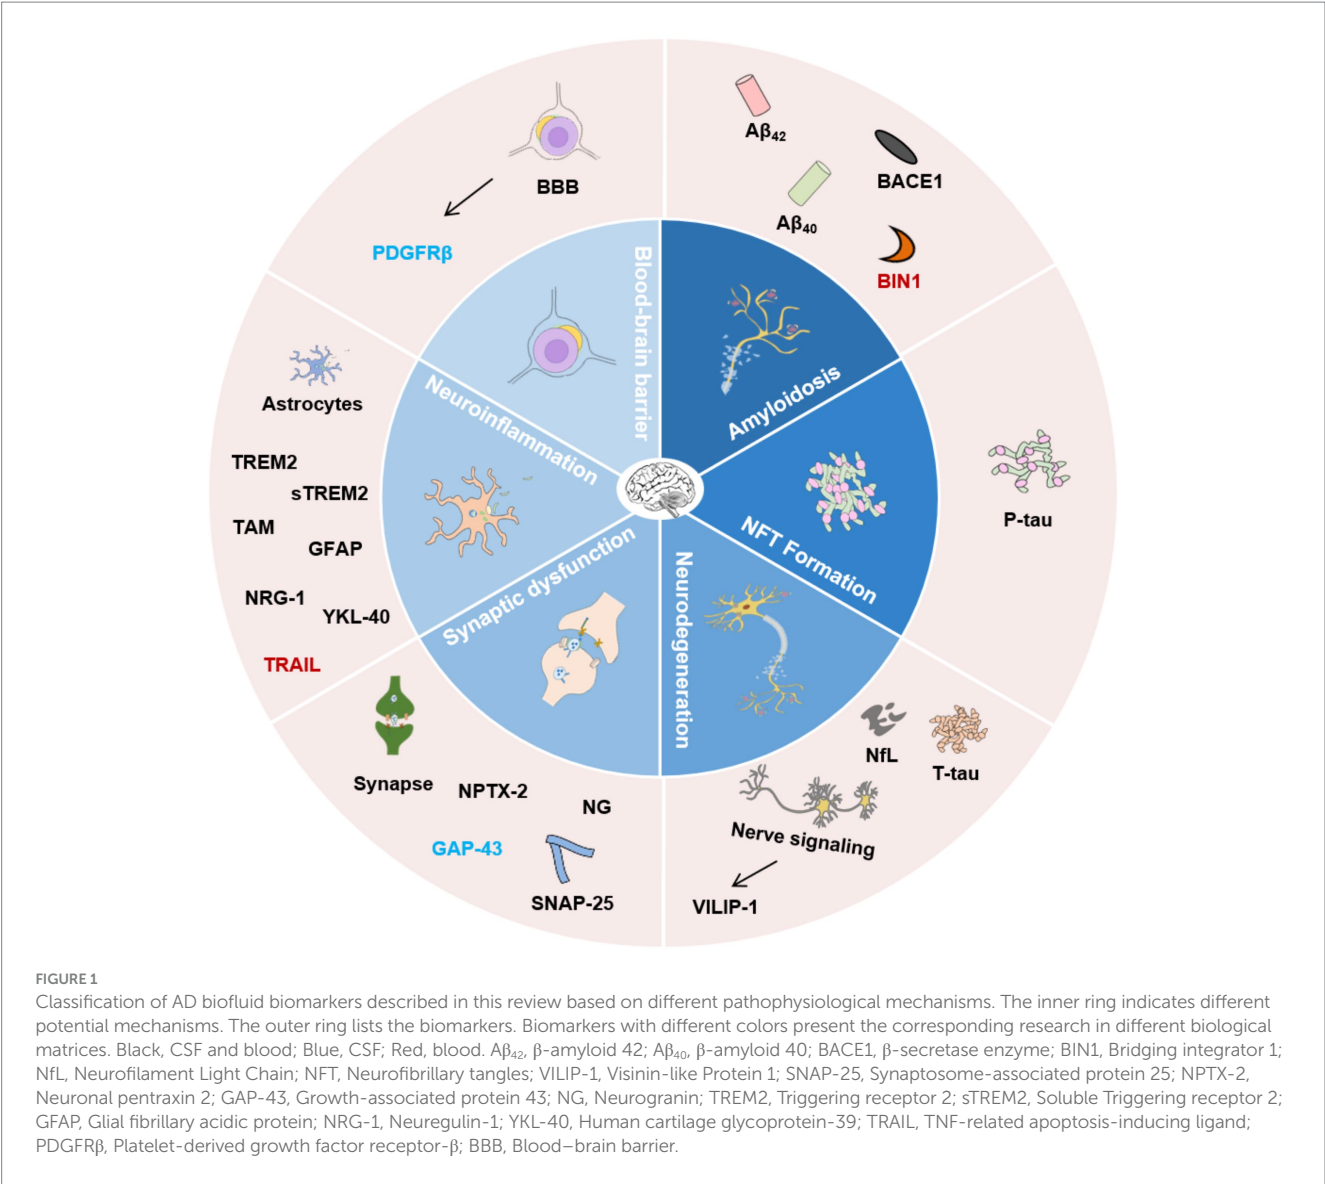 BBB
PDGFRβ
Aβ₄₂
BACE1
Aβ₄₀
BIN1
Blood-brain barrier
Amyloidosis
Neuroinflammation
NFT Formation
Synaptic dysfunction
Neurodegeneration
Astrocytes
TREM2
sTREM2
TAM
GFAP
NRG-1
YKL-40
TRAIL
P-tau
Synapse
NPTX-2
NG
GAP-43
SNAP-25
NfL
T-tau
Nerve signaling
VILIP-1
FIGURE 1
Classification of AD biofluid biomarkers described in this review based on different pathophysiological mechanisms. The inner ring indicates different
potential mechanisms. The outer ring lists the biomarkers. Biomarkers with different colors present the corresponding research in different biological
matrices. Black, CSF and blood; Blue, CSF; Red, blood. Aβ₄₂, β-amyloid 42; Aβ₄₀, β-amyloid 40; BACE1, β-secretase enzyme; BIN1, Bridging integrator 1;
NfL, Neurofilament Light Chain; NFT, Neurofibrillary tangles; VILIP-1, Visinin-like Protein 1; SNAP-25, Synaptosome-associated protein 25; NPTX-2,
Neuronal pentraxin 2; GAP-43, Growth-associated protein 43; NG, Neurogranin; TREM2, Triggering receptor 2; sTREM2, Soluble Triggering receptor 2;
GFAP, Glial fibrillary acidic protein; NRG-1, Neuregulin-1; YKL-40, Human cartilage glycoprotein-39; TRAIL, TNF-related apoptosis-inducing ligand;
PDGFRβ, Platelet-derived growth factor receptor-β; BBB, Blood–brain barrier.